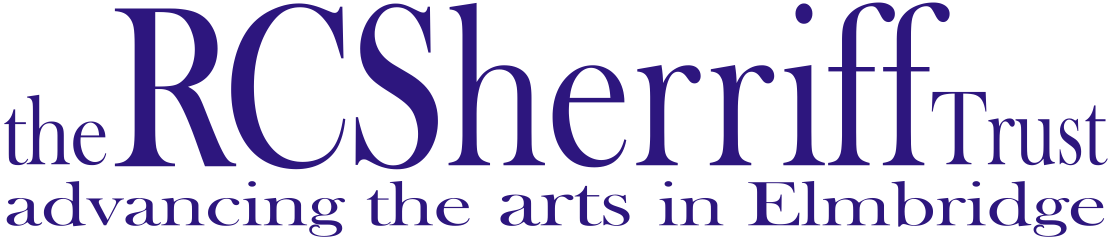 the RCSherriff Trust
advancing the arts in Elmbridge